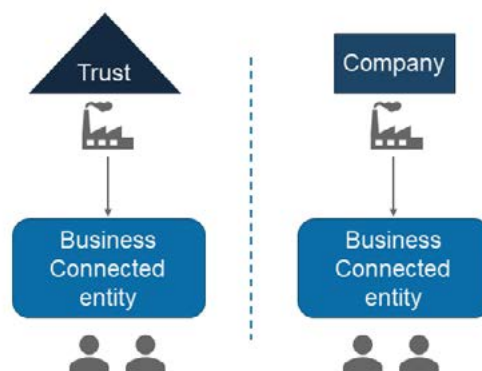 Trust
Business
Connected
entity
Company
Business
Connected
entity